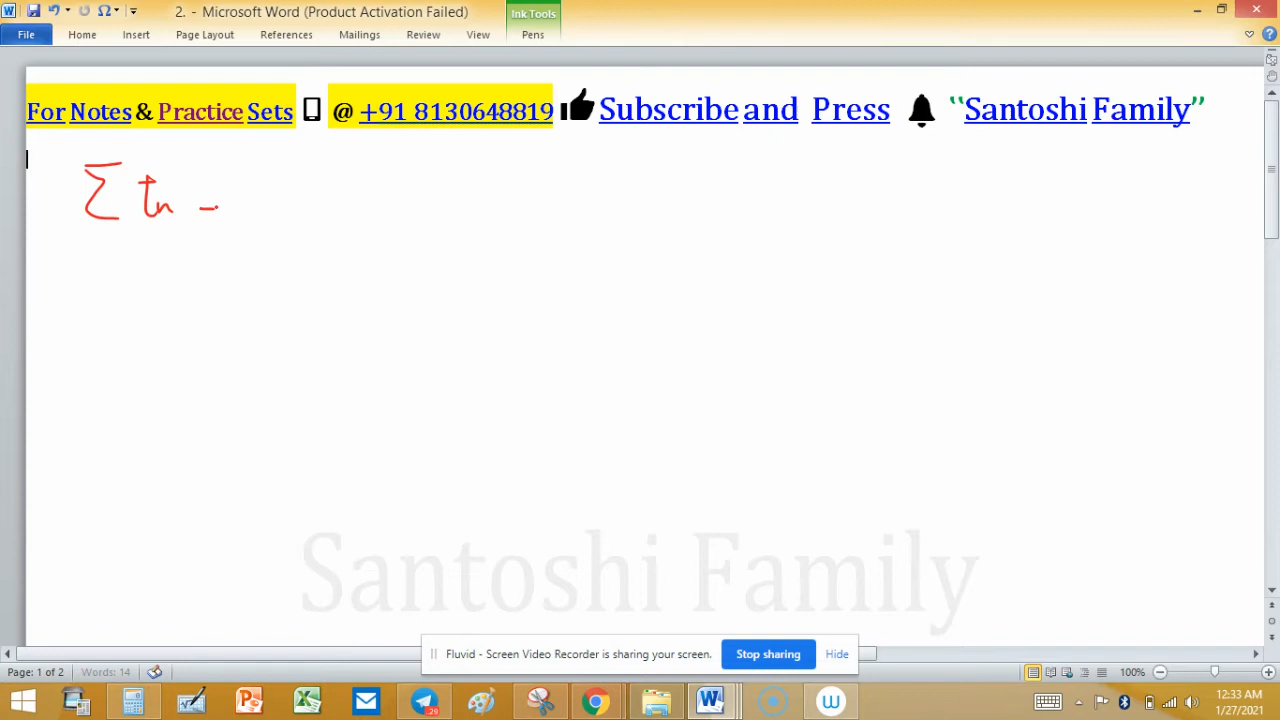 2. - Microsoft Word (Product Activation Failed)
Ink Tools
File Home Insert Page Layout References Mailings Review View Pens
For Notes & Practice Sets @ +91 8130648819 Subscribe and Press "Santoshi Family"
Σ tn -
Santoshi Family
Fluvid - Screen Video Recorder is sharing your screen. Stop sharing Hide
Page: 1 of 2 Words: 14 100%
12:33 AM
1/27/2021